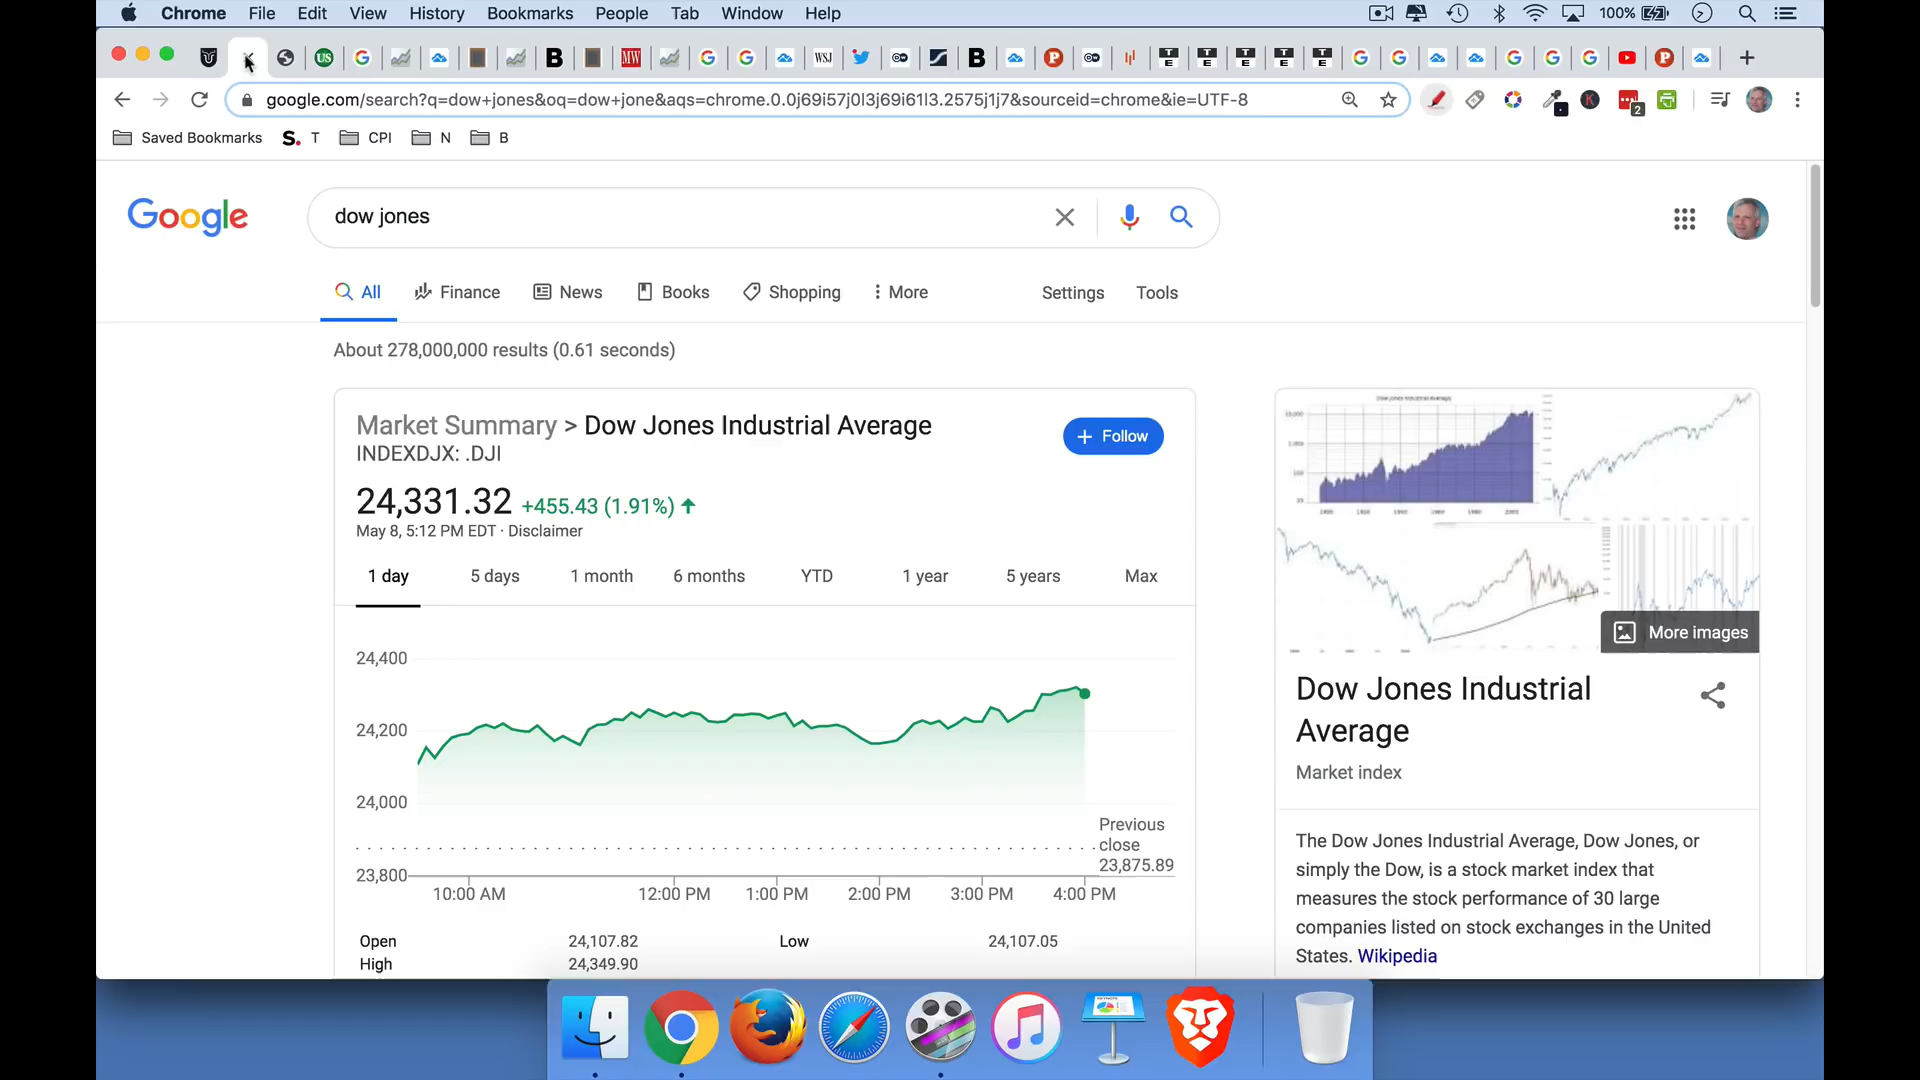 Chrome File Edit View History Bookmarks People Tab Window Help 100%
US B MW WSJ B P T E T E T E T E T E P
google.com/search?q=dow+jones&oq=dow+jone&aqs=chrome.0.0j69i57j0l3j69i61l3.2575j1j7&sourceid=chrome&ie=UTF-8 K 2
Saved Bookmarks S. T CPI N B
Google dow jones
All Finance News Books Shopping More Settings Tools
About 278,000,000 results (0.61 seconds)
Market Summary > Dow Jones Industrial Average
INDEXDJX: .DJI
+ Follow
24,331.32 +455.43 (1.91%)
May 8, 5:12 PM EDT · Disclaimer
1 day 5 days 1 month 6 months YTD 1 year 5 years Max
24,400
24,200
24,000
23,800
Previous
close
23,875.89
10:00 AM 12:00 PM 1:00 PM 2:00 PM 3:00 PM 4:00 PM
Open 24,107.82 Low 24,107.05
High 24,349.90
Dow Jones Industrial Average
More images
Dow Jones Industrial
Average
Market index
The Dow Jones Industrial Average, Dow Jones, or
simply the Dow, is a stock market index that
measures the stock performance of 30 large
companies listed on stock exchanges in the United
States. Wikipedia